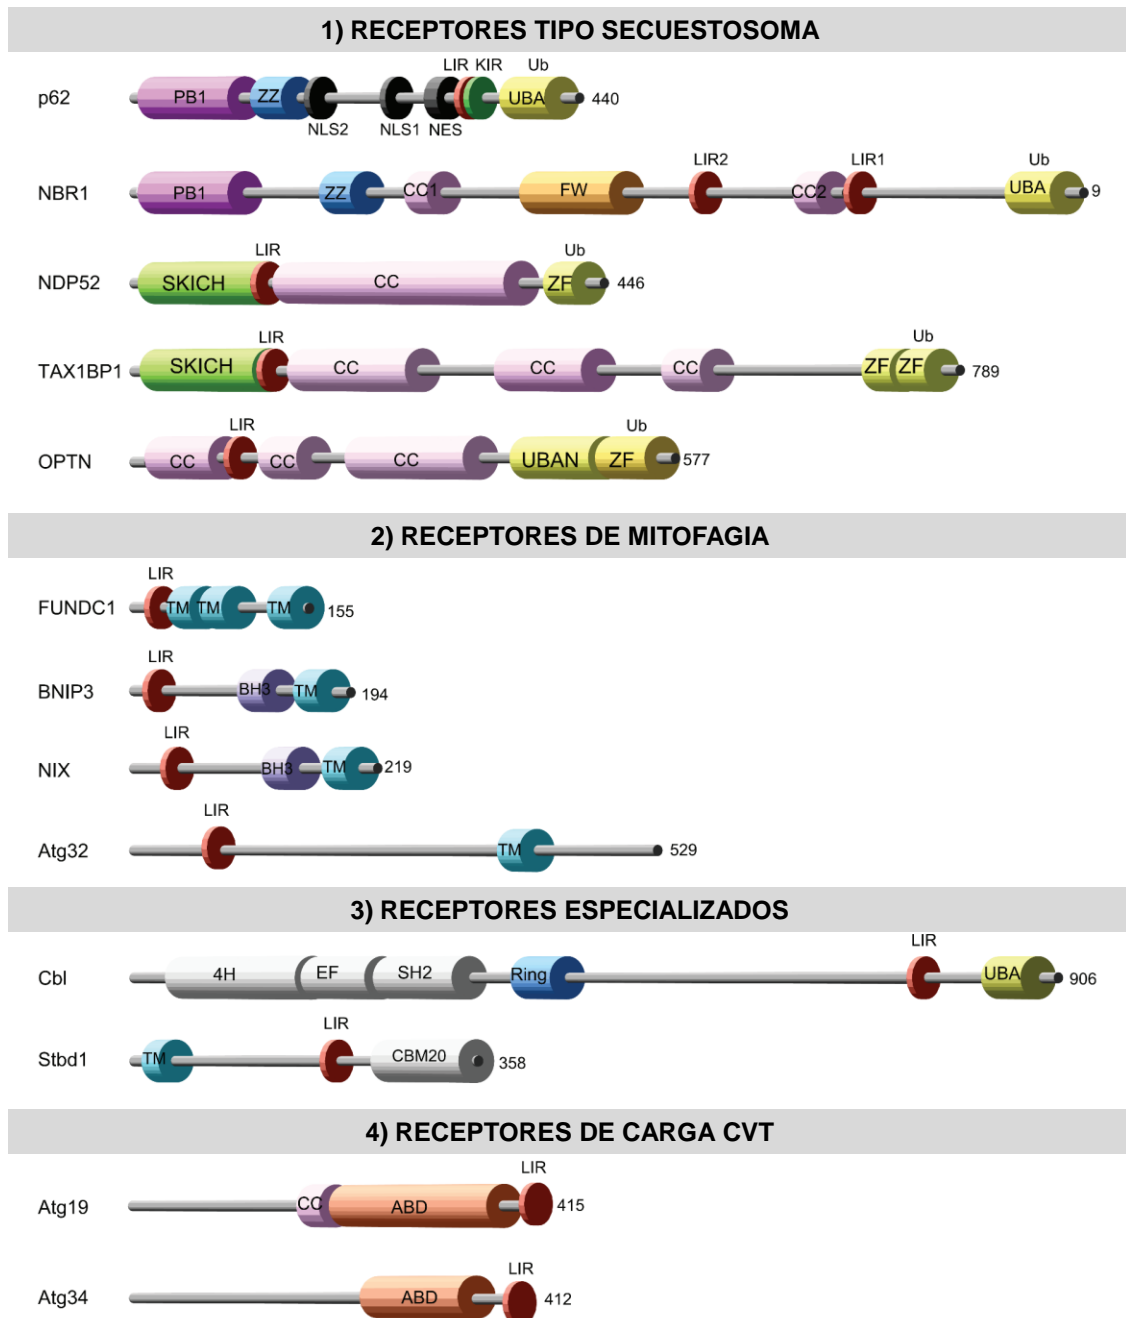 1) RECEPTORES TIPO SECUESTOSOMA
LIR KIR Ub
p62 PB1 ZZ UBA 440
NLS2 NLS1 NES
LIR2 LIR1 Ub
NBR1 PB1 ZZ CC1 FW CC2 UBA 9
LIR Ub
NDP52 SKICH CC ZF 446
LIR Ub
TAX1BP1 SKICH CC CC CC ZF ZF 789
LIR Ub
OPTN CC CC CC UBAN ZF 577
2) RECEPTORES DE MITOFAGIA
LIR
FUNDC1 TM TM TM 155
LIR
BNIP3 BH3 TM 194
LIR
NIX BH3 TM 219
LIR
Atg32 TM 529
3) RECEPTORES ESPECIALIZADOS
LIR
Cbl 4H EF SH2 Ring UBA 906
LIR
Stbd1 TM CBM20 358
4) RECEPTORES DE CARGA CVT
LIR
Atg19 CC ABD 415
LIR
Atg34 ABD 412